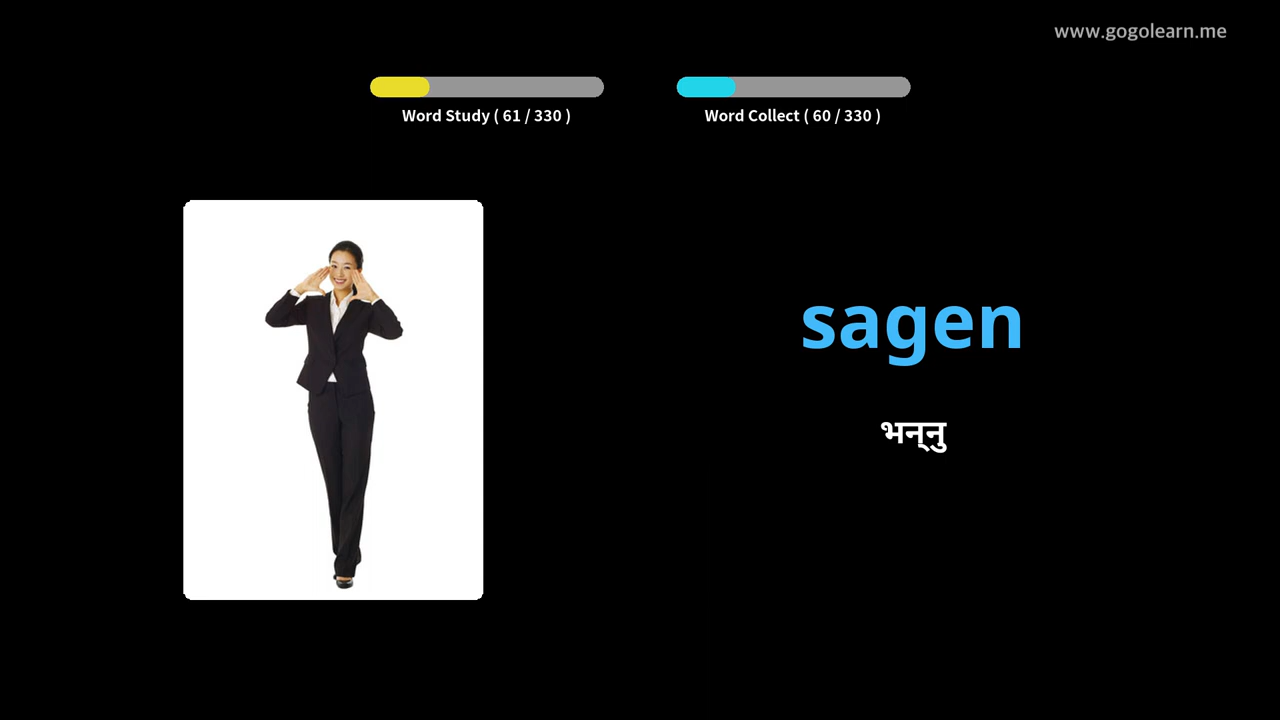 www.gogolearn.me
Word Study ( 61 / 330 )
Word Collect ( 60 / 330 )
sagen
भन्‌नु